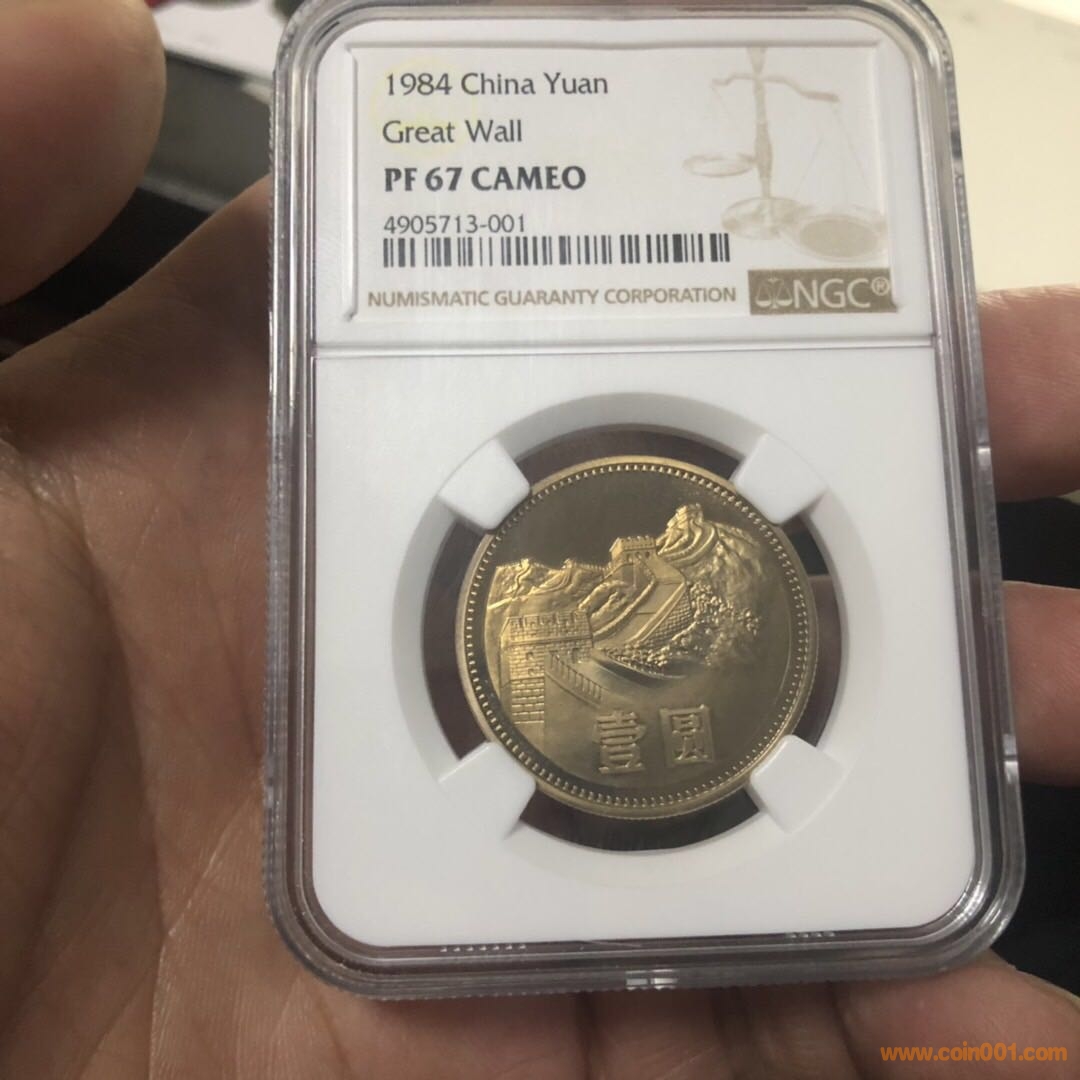 1984 China Yuan
Great Wall
PF 67 CAMEO
4905713-001
NUMISMATIC GUARANTY CORPORATION NGC®
壹圆
www.coin001.com